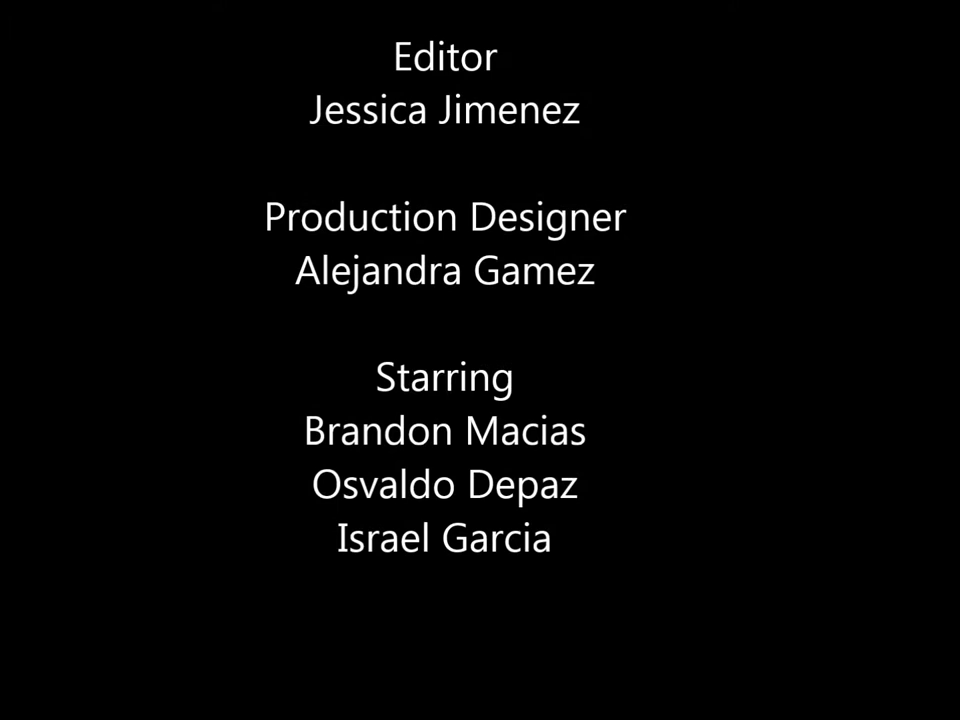 Editor
Jessica Jimenez
Production Designer
Alejandra Gamez
Starring
Brandon Macias
Osvaldo Depaz
Israel Garcia